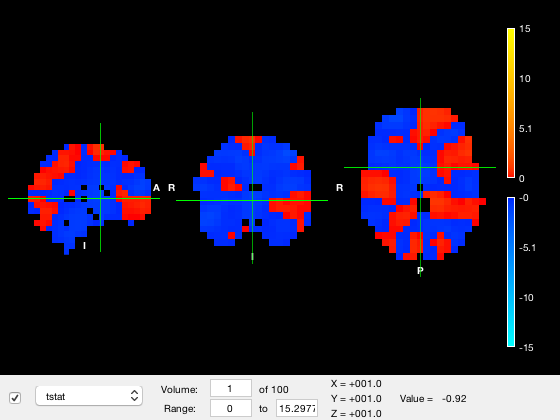 15
10
5.1
0
-0
-5.1
-10
-15
A R
R
I
I
P
tstat
Volume: 1 of 100
Range: 0 to 15.2977
X = +001.0
Y = +001.0 Value = -0.92
Z = +001.0